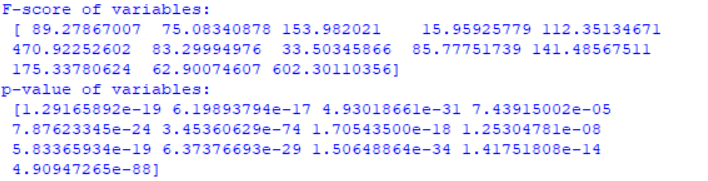 F-score of variables:
[ 89.27867007 75.08340878 153.982021 15.95925779 112.35134671
470.92252602 83.29994976 33.50345866 85.77751739 141.48567511
175.33780624 62.90074607 602.30110356]
p-value of variables:
[1.29165892e-19 6.19893794e-17 4.93018661e-31 7.43915002e-05
7.87623345e-24 3.45360629e-74 1.70543500e-18 1.25304781e-08
5.83365934e-19 6.37376693e-29 1.50648864e-34 1.41751808e-14
4.90947265e-88]